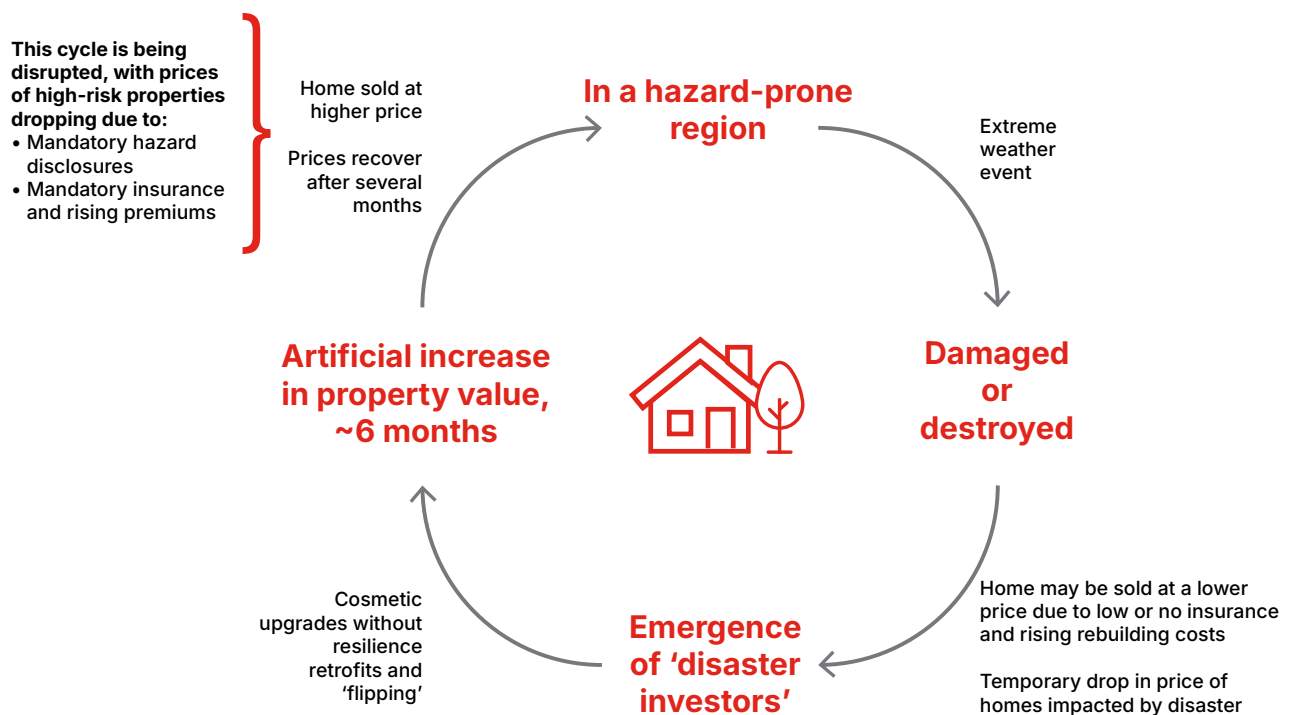 This cycle is being
disrupted, with prices
of high-risk properties
dropping due to:
• Mandatory hazard
disclosures
• Mandatory insurance
and rising premiums
Home sold at
higher price
Prices recover
after several
months
In a hazard-prone
region
Extreme
weather
event
Damaged
or
destroyed
Home may be sold at a lower
price due to low or no insurance
and rising rebuilding costs
Temporary drop in price of
homes impacted by disaster
Emergence
of ‘disaster
investors’
Cosmetic
upgrades without
resilience
retrofits and
‘flipping’
Artificial increase
in property value,
~6 months